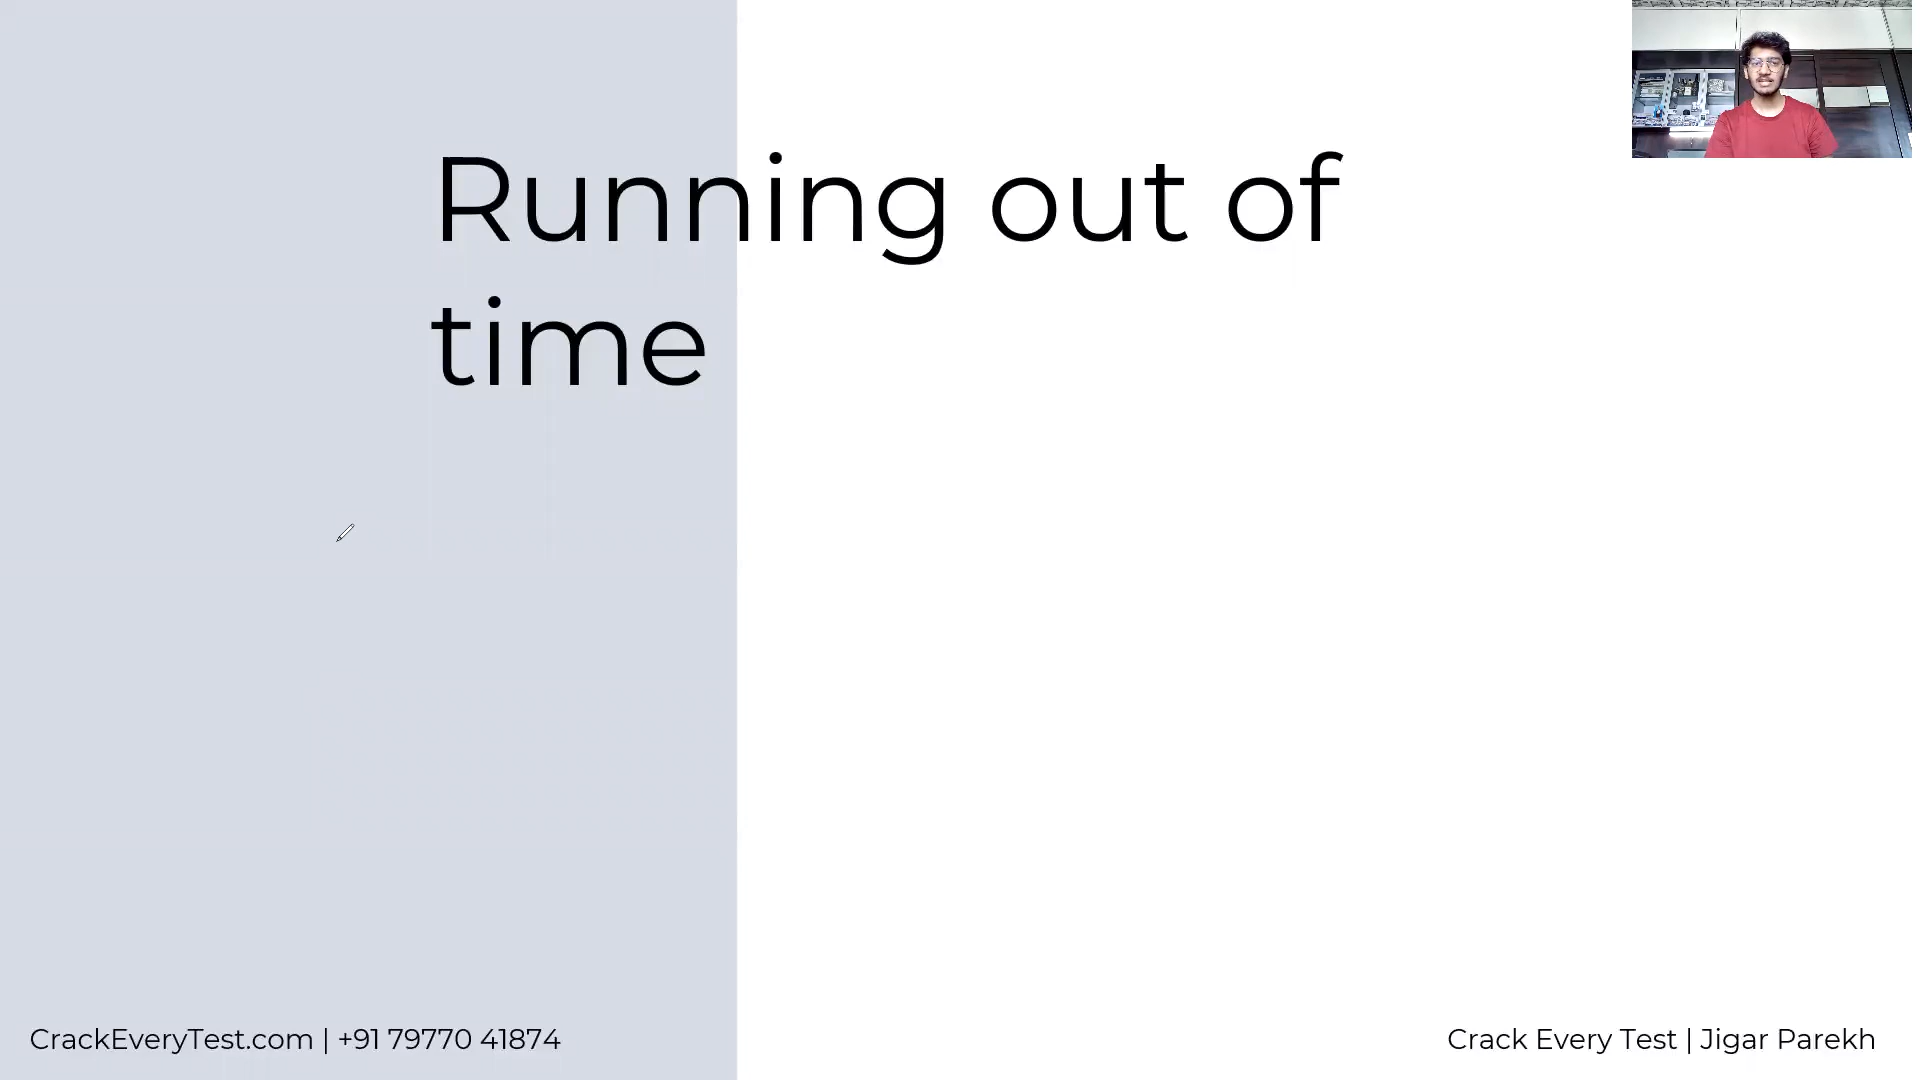 Running out of
time
CrackEveryTest.com | +91 79770 41874
Crack Every Test | Jigar Parekh